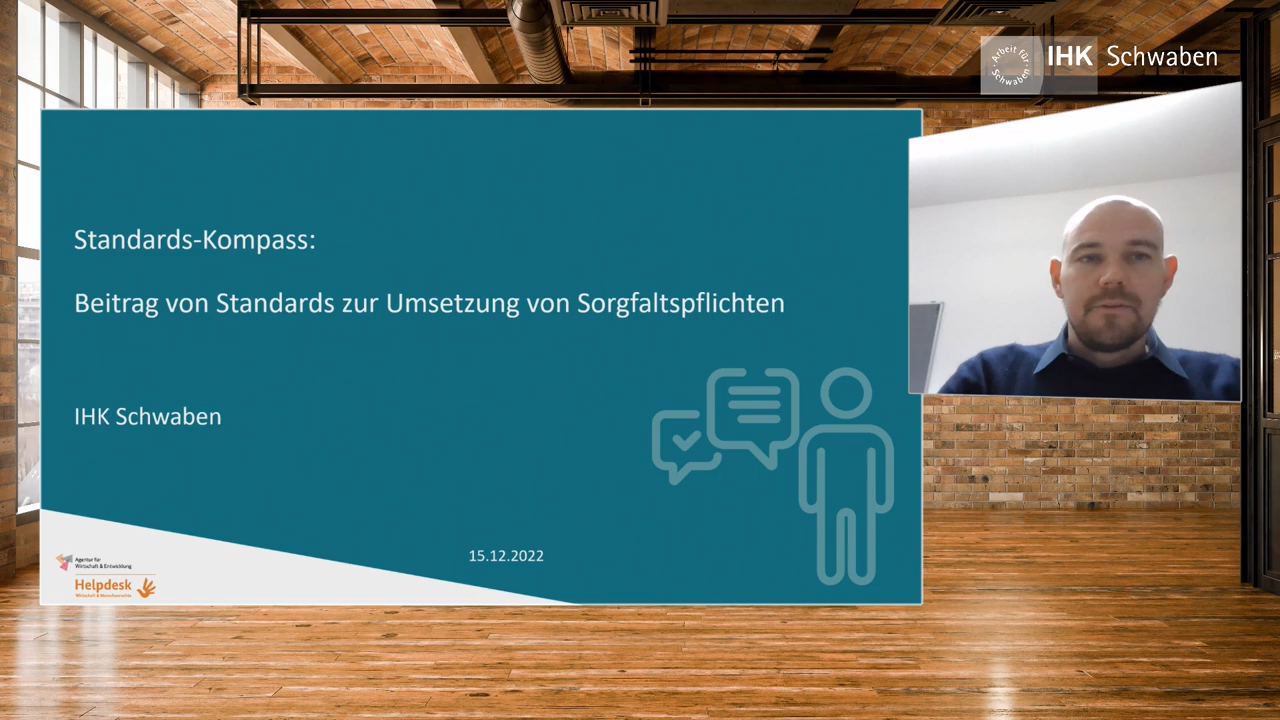 Arbeit für
Schwaben
IHK Schwaben
Standards-Kompass:
Beitrag von Standards zur Umsetzung von Sorgfaltspflichten
IHK Schwaben
15.12.2022
Agentur für
Wirtschaft & Entwicklung
Helpdesk
Wirtschaft & Menschenrechte